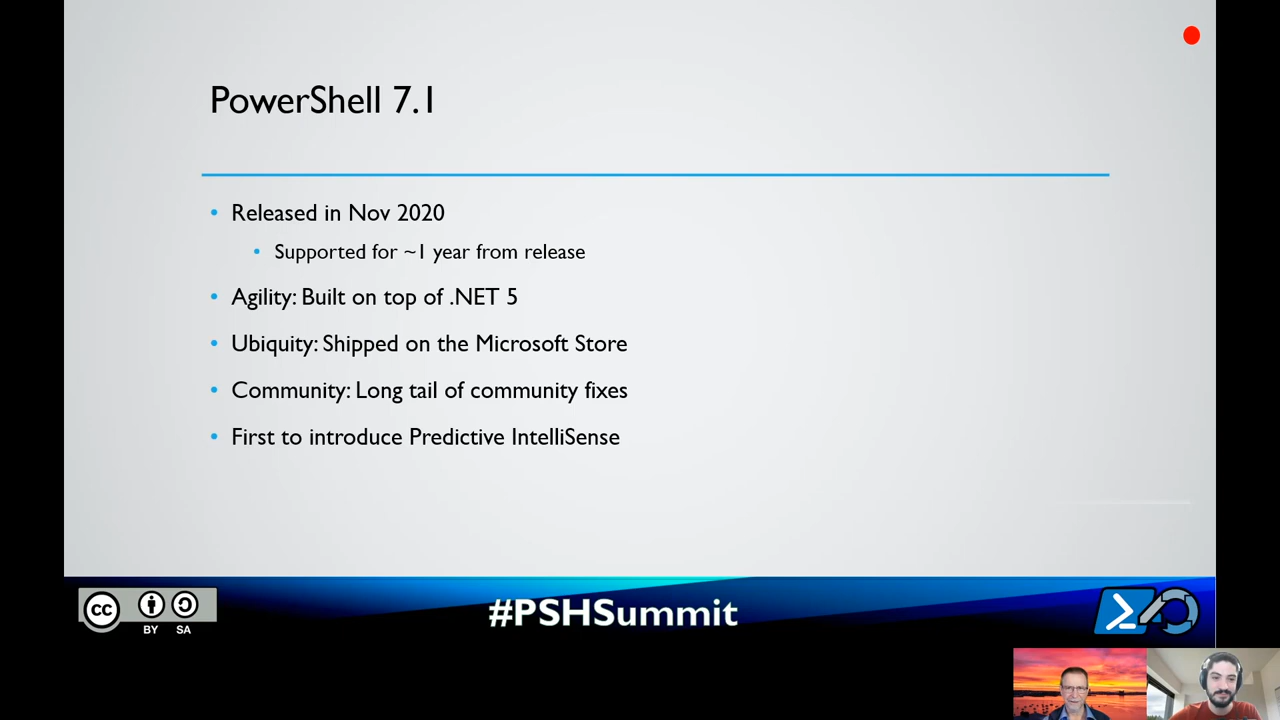 PowerShell 7.1
• Released in Nov 2020
• Supported for ~1 year from release
• Agility: Built on top of .NET 5
• Ubiquity: Shipped on the Microsoft Store
• Community: Long tail of community fixes
• First to introduce Predictive IntelliSense
cc
BY SA
#PSHSummit